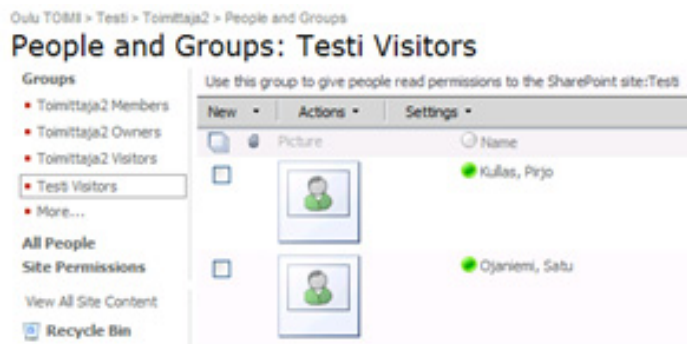 Oulu TOIMII > Testi > Toimittaja2 > People and Groups
People and Groups: Testi Visitors
Groups
Toimittaja2 Members
Toimittaja2 Owners
Toimittaja2 Visitors
Testi Visitors
More...
All People
Site Permissions
View All Site Content
Recycle Bin
Use this group to give people read permissions to the SharePoint site:Testi
New Actions Settings
Picture Name
Kullas, Pirjo
Ojaniemi, Satu